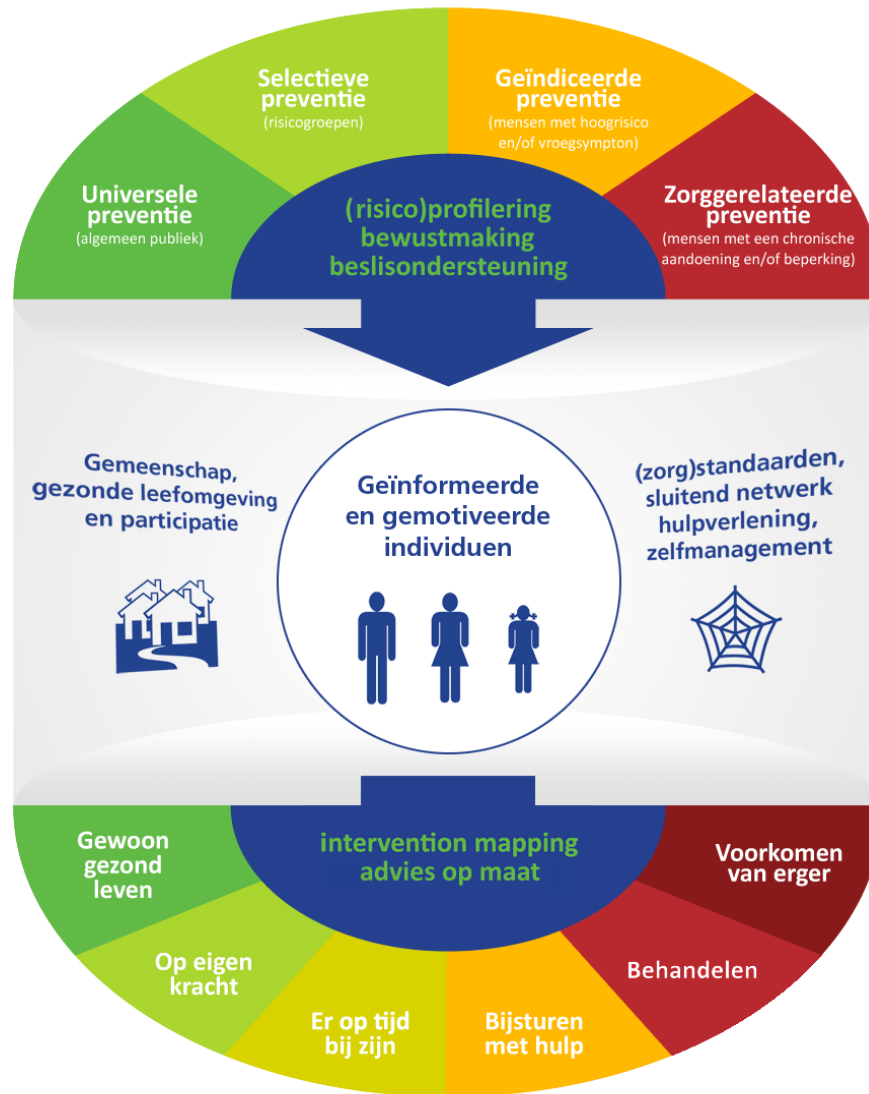 Selectieve
preventie
(risicogroepen)
Geïndiceerde
preventie
(mensen met hoogrisico
en/of vroegsympton)
Universele
preventie
(algemeen publiek)
Zorggerelateerde
preventie
(mensen met een chronische
aandoening en/of beperking)
(risico)profilering
bewustmaking
beslisondersteuning
Gemeenschap,
gezonde leefomgeving
en participatie
Geïnformeerde
en gemotiveerde
individuen
(zorg)standaarden,
sluitend netwerk
hulpverlening,
zelfmanagement
intervention mapping
advies op maat
Gewoon
gezond
leven
Op eigen
kracht
Er op tijd
bij zijn
Bijsturen
met hulp
Behandelen
Voorkomen
van erger